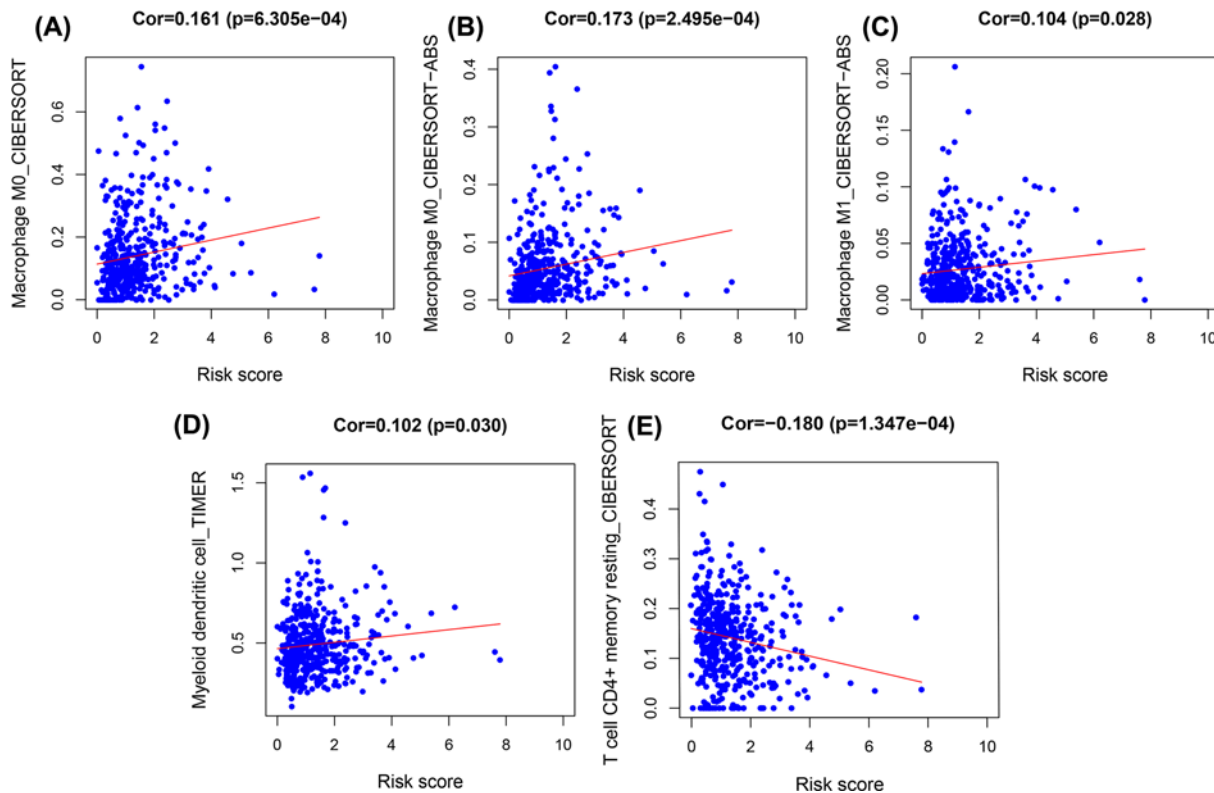 (A)
Cor=0.161 (p=6.305e−04)
Macrophage M0_CIBERSORT
0.0 0.2 0.4 0.6
0 2 4 6 8 10
Risk score
(B)
Cor=0.173 (p=2.495e−04)
Macrophage M0_CIBERSORT−ABS
0.0 0.1 0.2 0.3 0.4
0 2 4 6 8 10
Risk score
(C)
Cor=0.104 (p=0.028)
Macrophage M1_CIBERSORT−ABS
0.00 0.05 0.10 0.15 0.20
0 2 4 6 8 10
Risk score
(D)
Cor=0.102 (p=0.030)
Myeloid dendritic cell_TIMER
0.5 1.0 1.5
0 2 4 6 8 10
Risk score
(E)
Cor=−0.180 (p=1.347e−04)
T cell CD4+ memory resting_CIBERSORT
0.0 0.1 0.2 0.3 0.4
0 2 4 6 8 10
Risk score